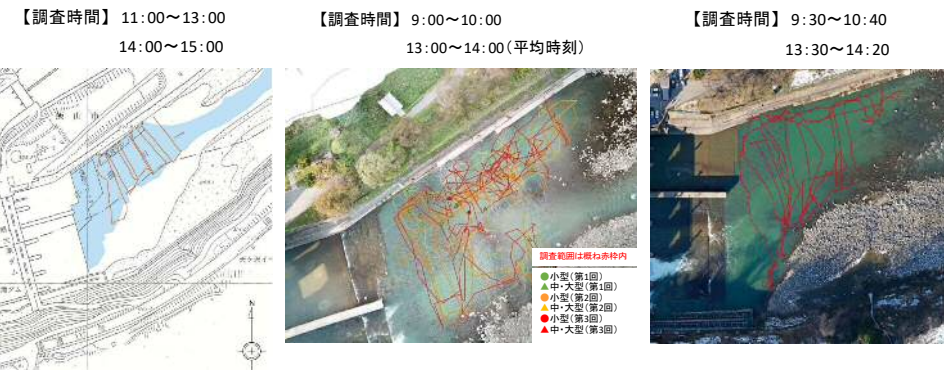 【調査時間】 11:00～13:00
14:00～15:00
【調査時間】 9:00～10:00
13:00～14:00(平均時刻)
【調査時間】 9:30～10:40
13:30～14:20
狭山市
N
調査範囲は概ね赤枠内
●小型(第1回)
▲中・大型(第1回)
●小型(第2回)
▲中・大型(第2回)
●小型(第3回)
▲中・大型(第3回)